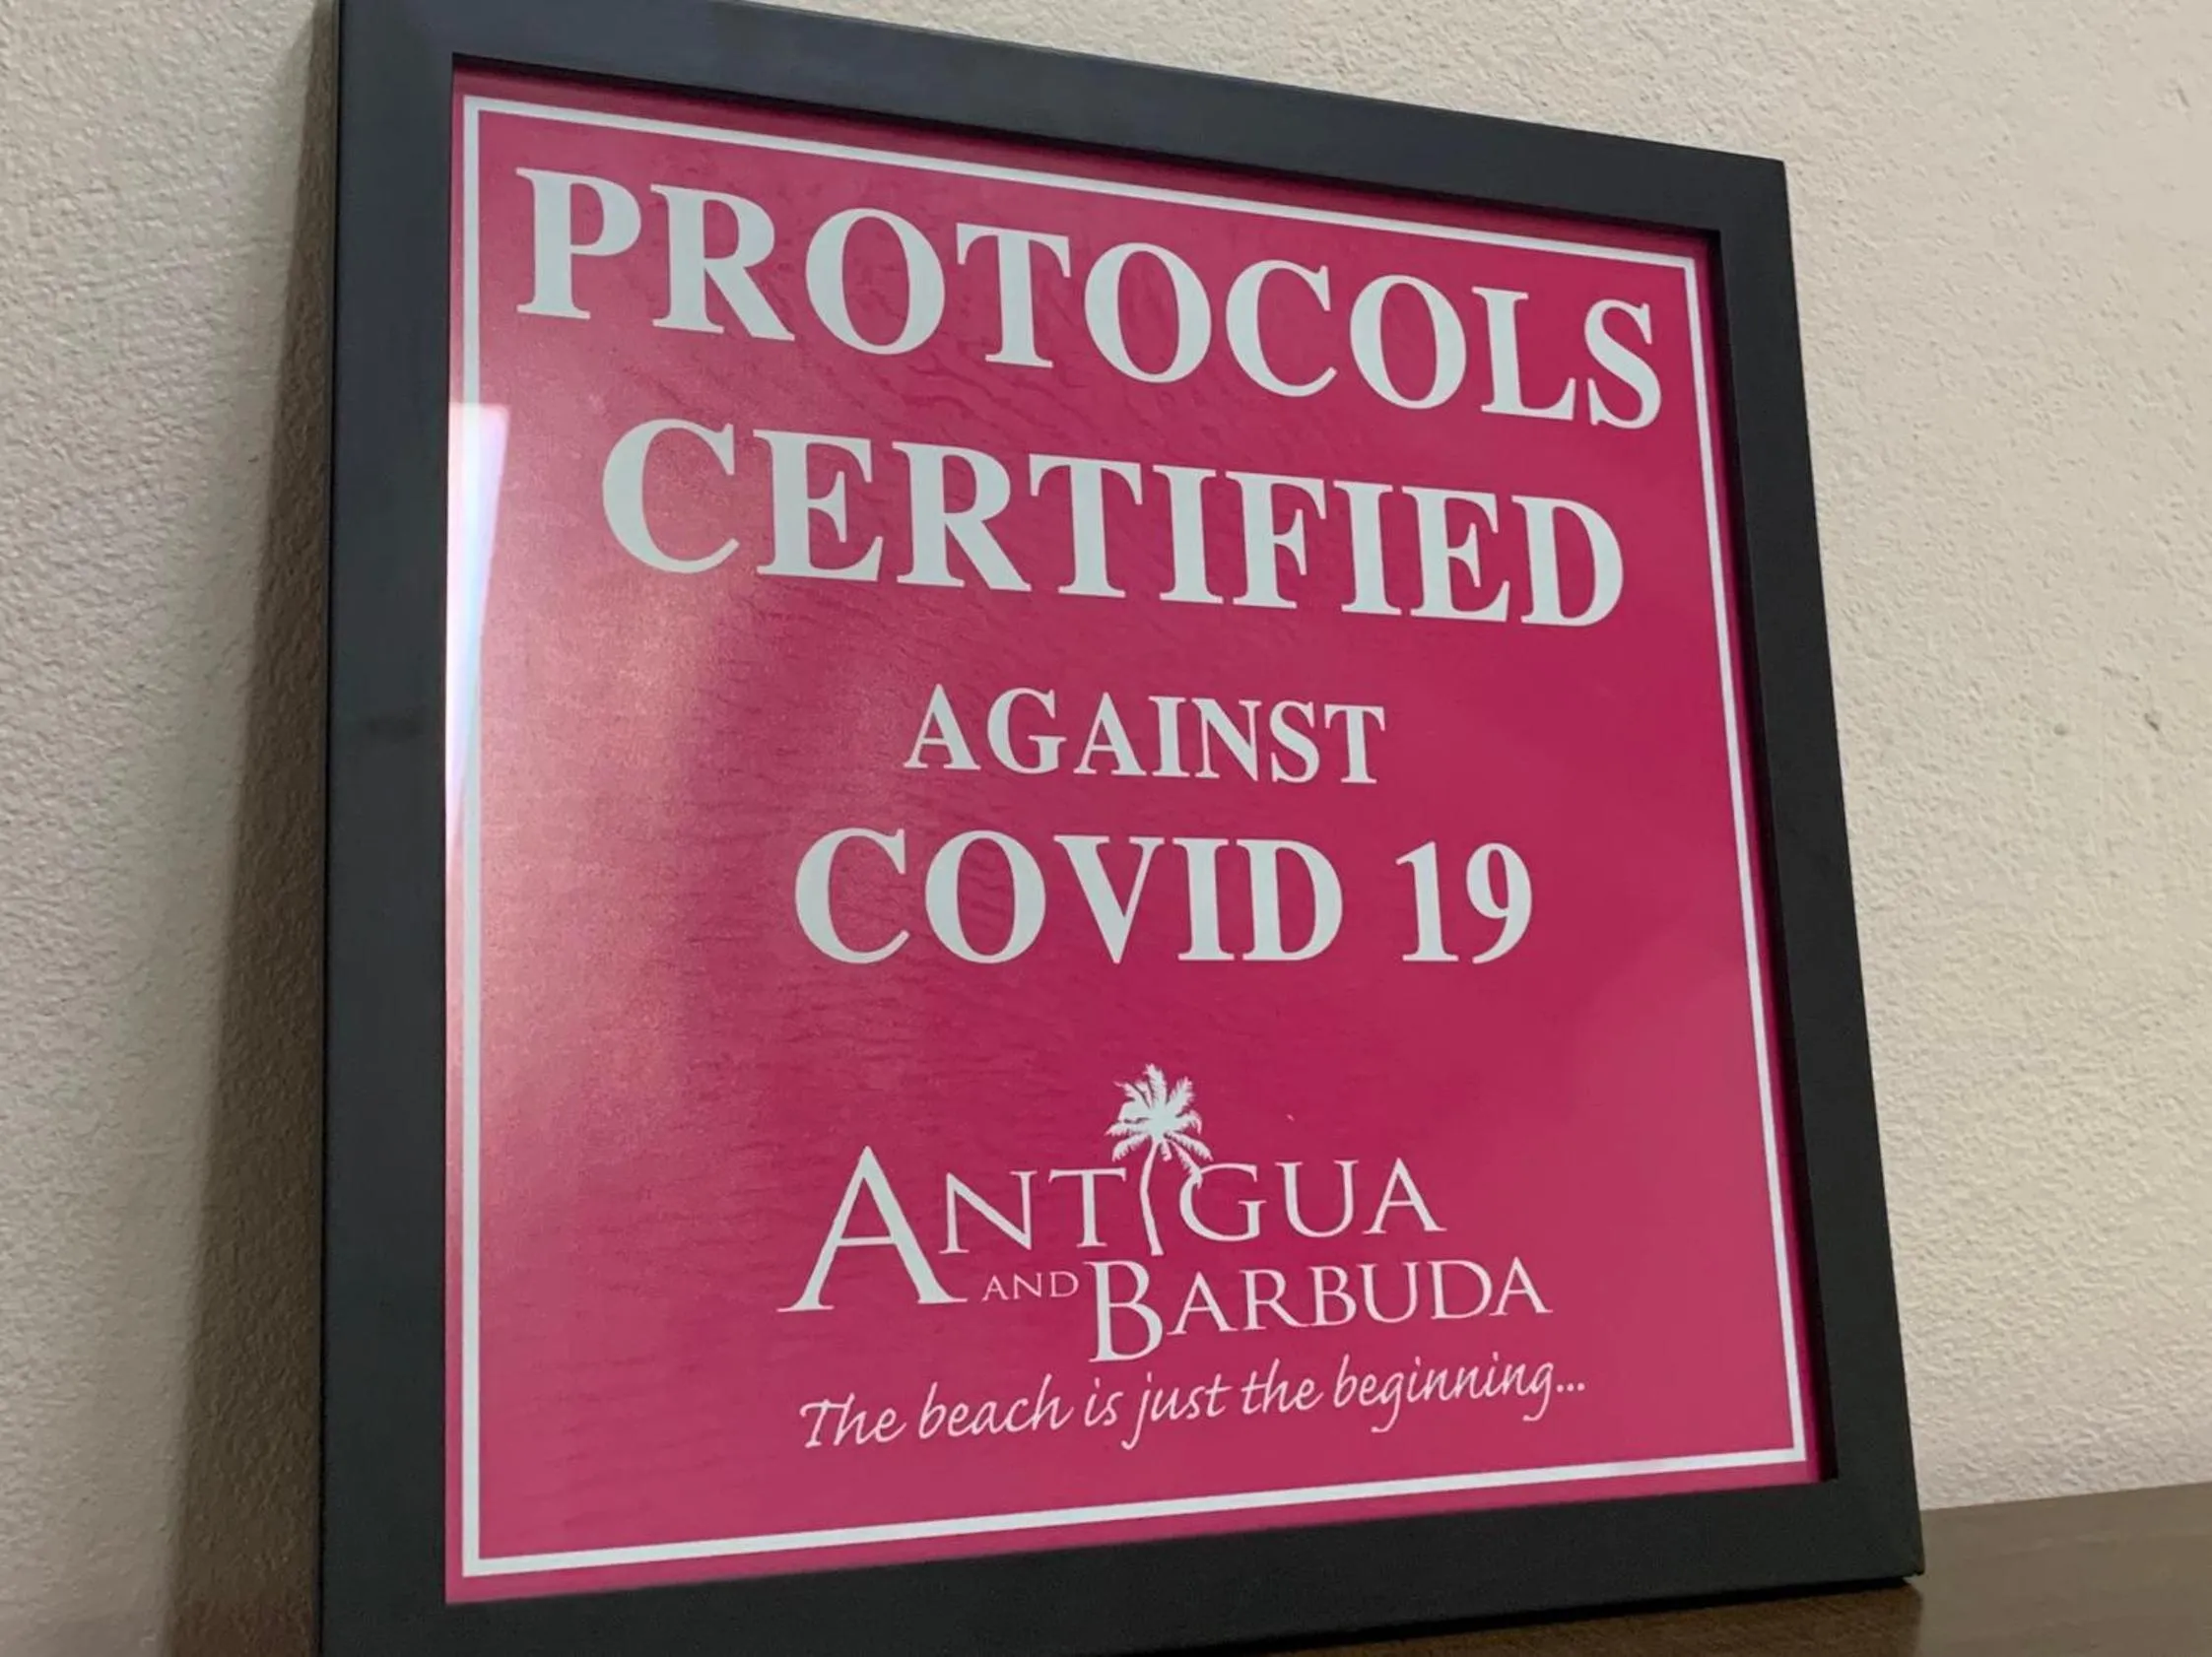 PROTOCOLS
CERTIFIED
AGAINST
COVID 19
ANTIGUA
AND BARBUDA
The beach is just the beginning...